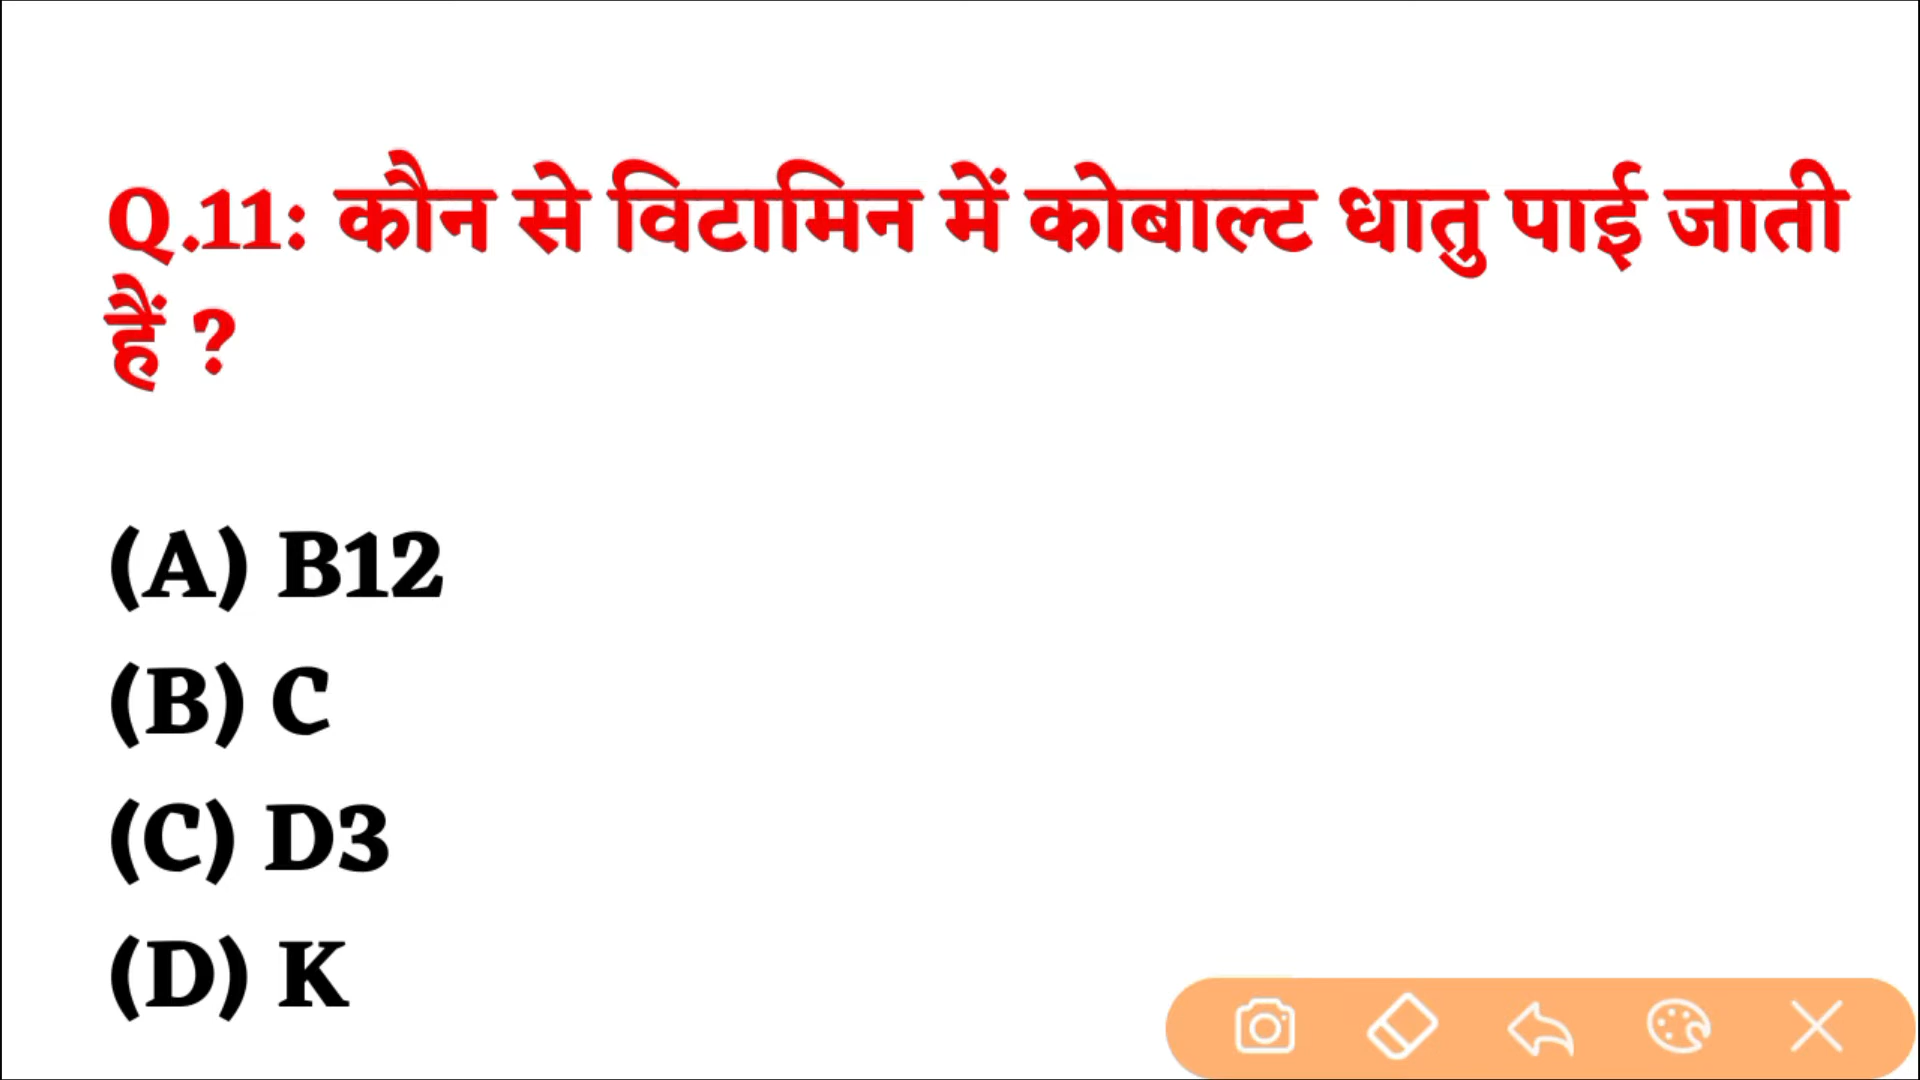 Q.11: कौन से विटामिन में कोबाल्ट धातु पाई जाती
हैं ?
(A) B12
(B) C
(C) D3
(D) K